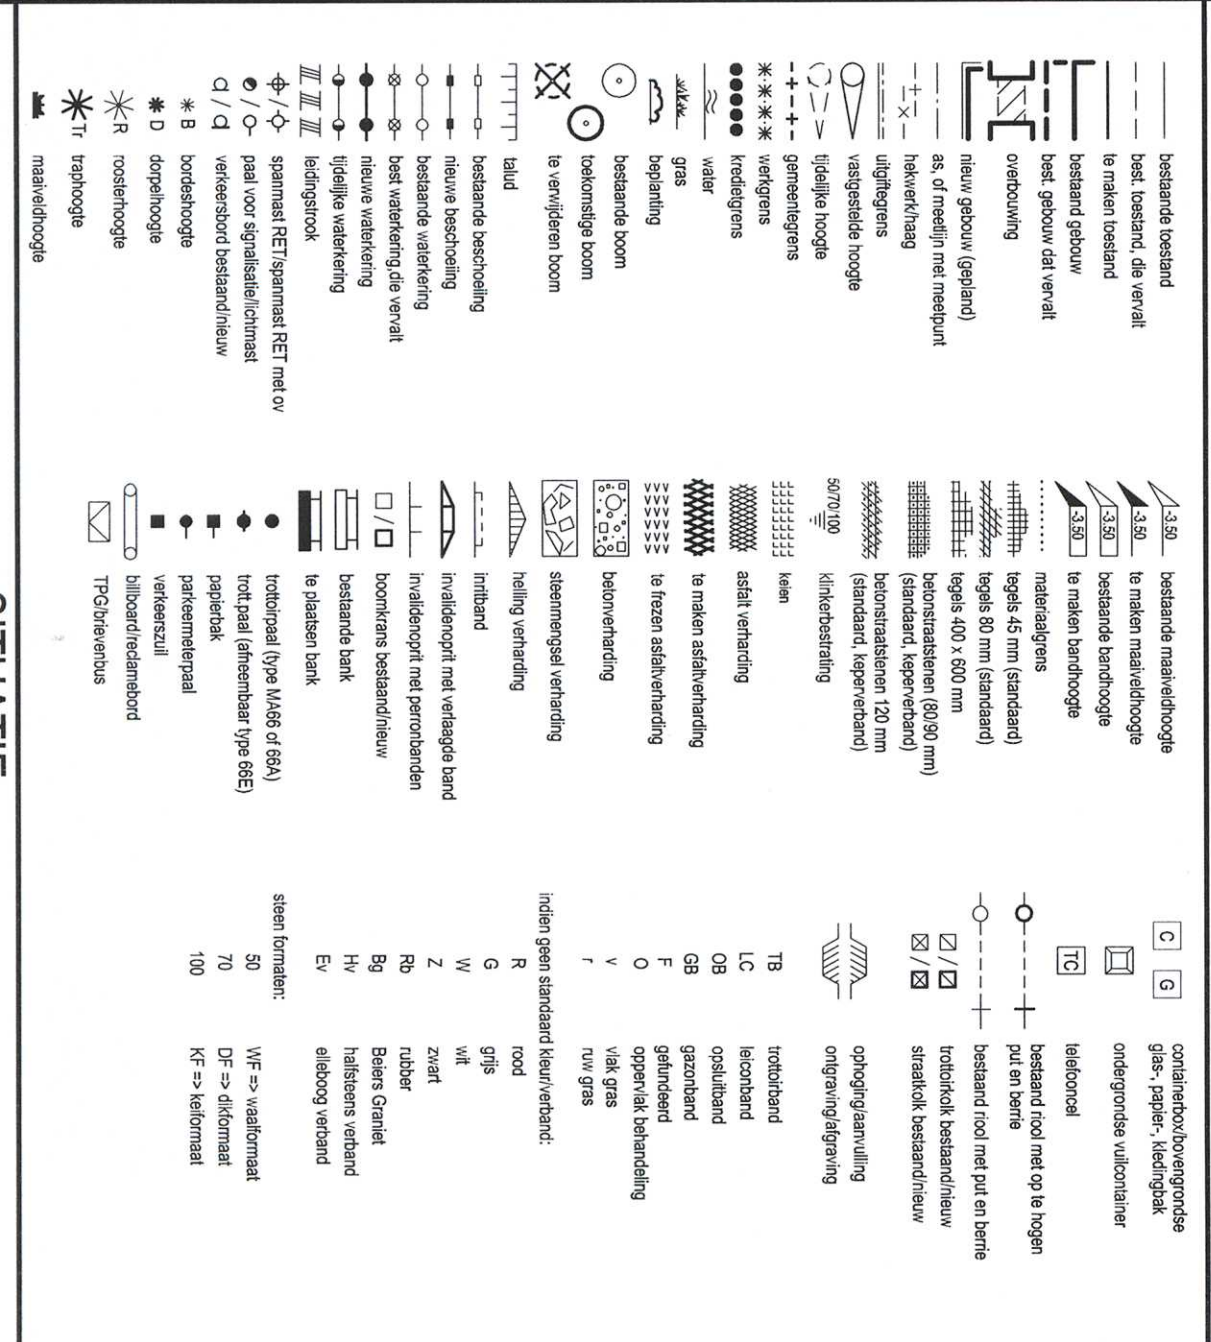 bestaande toestand
best. toestand, die vervalt
te maken toestand
bestaand gebouw
best. gebouw dat vervalt
overbouwing
nieuw gebouw (gepland)
as, of meetlijn met meetpunt
hekwerk/haag
uitgiftegrens
vastgestelde hoogte
tijdelijke hoogte
gemeentegrens
werkgrens
kredietgrens
water
gras
beplanting
bestaande boom
toekomstige boom
te verwijderen boom
talud
bestaande beschoeiing
nieuwe beschoeiing
bestaande waterkering
best waterkering,die vervalt
nieuwe waterkering
tijdelijke waterkering
leidingstrook
spanmast RET/spanmast RET met ov
paal voor signalisatie/lichtmast
verkeersbord bestaand/nieuw
B bordeshoogte
D dorpelhoogte
R roosterhoogte
Tr traphoogte
maaiveldhoogte
-3.50 bestaande maaiveldhoogte
-3.50 te maken maaiveldhoogte
-3.50 bestaande bandhoogte
-3.50 te maken bandhoogte
materiaalgrens
tegels 45 mm (standaard)
tegels 80 mm (standaard)
tegels 400 x 600 mm
betonstraatstenen (80/90 mm)
(standaard, keperverband)
betonstraatstenen 120 mm
(standaard, keperverband)
50/70/100 klinkerbestrating
keien
asfalt verharding
te maken asfaltverharding
te frezen asfaltverharding
betonverharding
steenmengsel verharding
helling verharding
inritband
invalidenoprit met verlaagde band
invalidenoprit met perronbanden
boomkrans bestaand/nieuw
bestaande bank
te plaatsen bank
trottoirpaal (type MA66 of 66A)
trott.paal (afneembaar type 66E)
papierbak
parkeermeterpaal
verkeerszuil
billboard/reclamebord
TPG/brievenbus
C G containerbox/bovengrondse
glas-, papier-, kledingbak
ondergrondse vuilcontainer
TC telefooncel
bestaand riool met op te hogen
put en berrie
bestaand riool met put en berrie
trottoirkolk bestaand/nieuw
straatkolk bestaand/nieuw
ophoging/aanvulling
ontgraving/afgraving
TB trottoirband
LC leiconband
OB opsluitband
GB gazonband
F gefundeerd
O oppervlak behandeling
v vlak gras
r ruw gras
indien geen standaard kleur/verband:
R rood
G grijs
W wit
Z zwart
Rb rubber
Bg Beiers Graniet
Hv halfsteens verband
Ev elleboog verband
steen formaten:
50 WF => waalformaat
70 DF => dikformaat
100 KF => keiformaat
SITUATIE